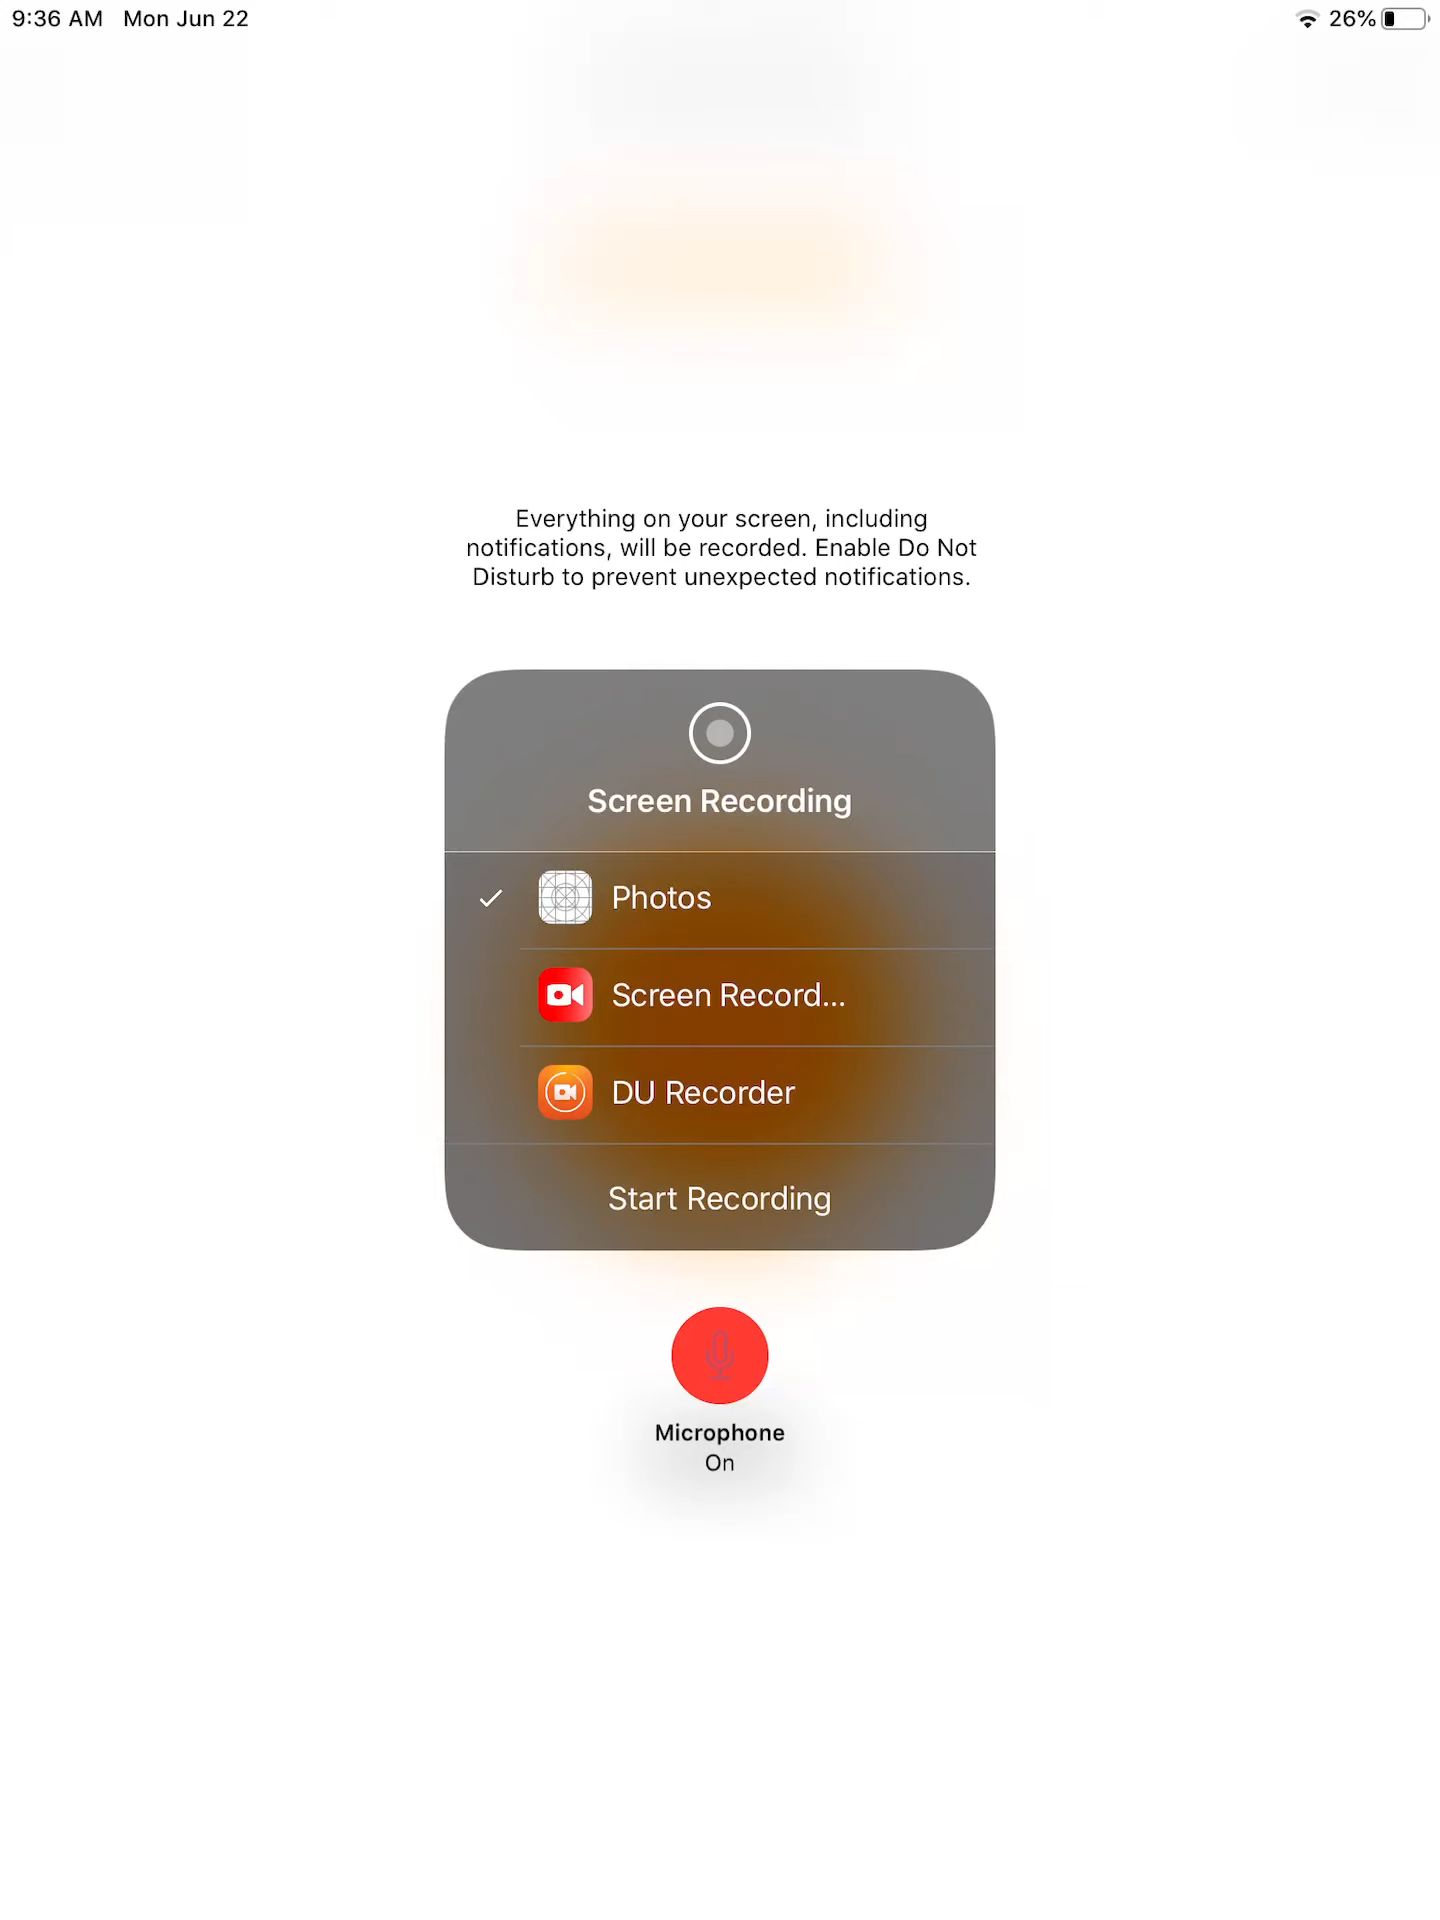 9:36 AM Mon Jun 22 26%
Everything on your screen, including
notifications, will be recorded. Enable Do Not
Disturb to prevent unexpected notifications.
Screen Recording
Photos
Screen Record...
DU Recorder
Start Recording
Microphone
On